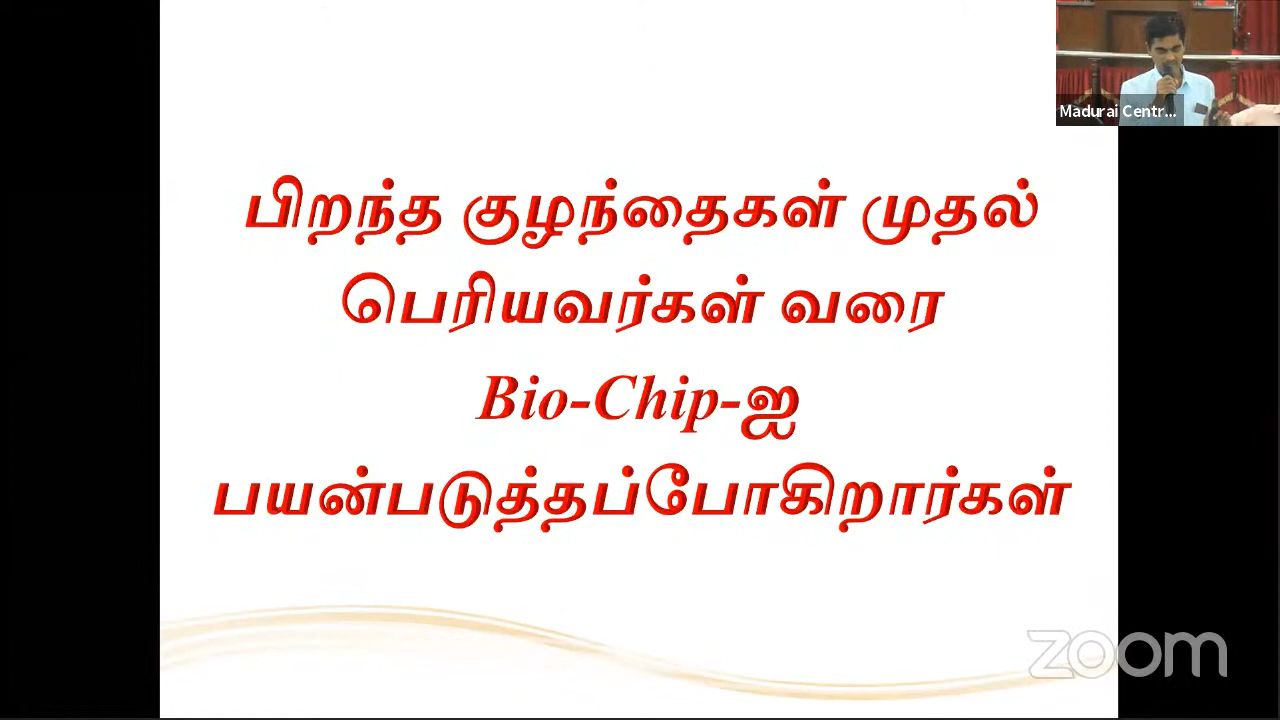 Madurai Centr...
பிறந்த குழந்தைகள் முதல்
பெரியவர்கள் வரை
Bio-Chip-ஐ
பயன்படுத்தப்போகிறார்கள்
zoom